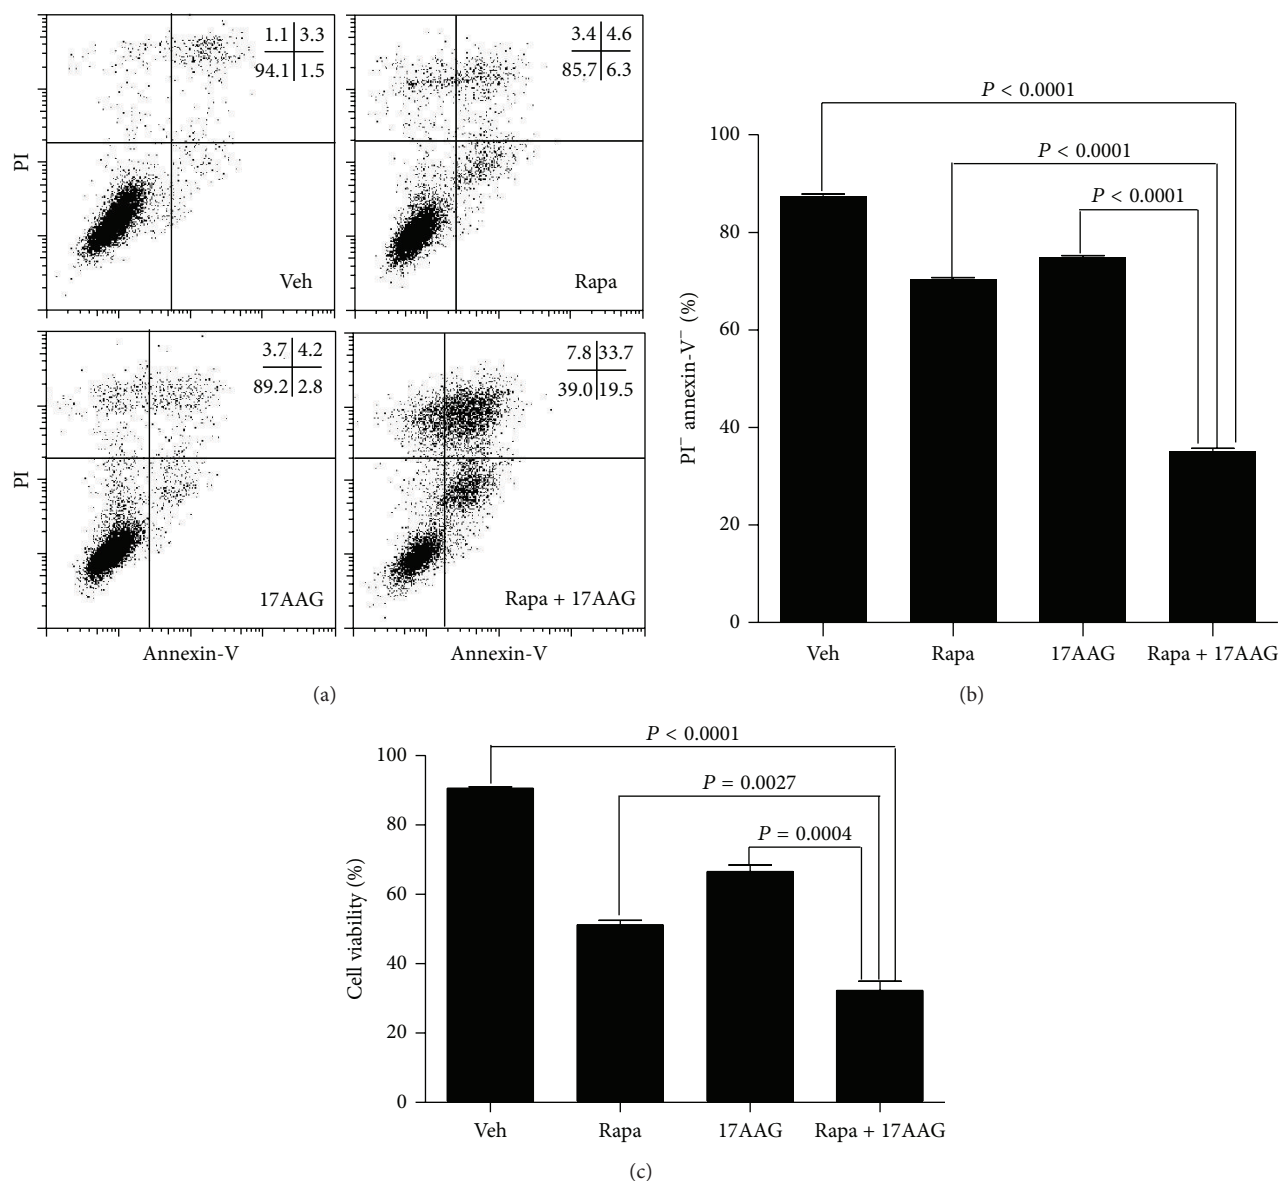 PI
1.1 3.3
94.1 1.5
Veh
3.4 4.6
85.7 6.3
Rapa
PI
3.7 4.2
89.2 2.8
17AAG
7.8 33.7
39.0 19.5
Rapa + 17AAG
Annexin-V
Annexin-V
(a)
P < 0.0001
P < 0.0001
P < 0.0001
PI⁻ annexin-V⁻ (%)
100
80
60
40
20
0
Veh
Rapa
17AAG
Rapa + 17AAG
(b)
P < 0.0001
P = 0.0027
P = 0.0004
Cell viability (%)
100
80
60
40
20
0
Veh
Rapa
17AAG
Rapa + 17AAG
(c)